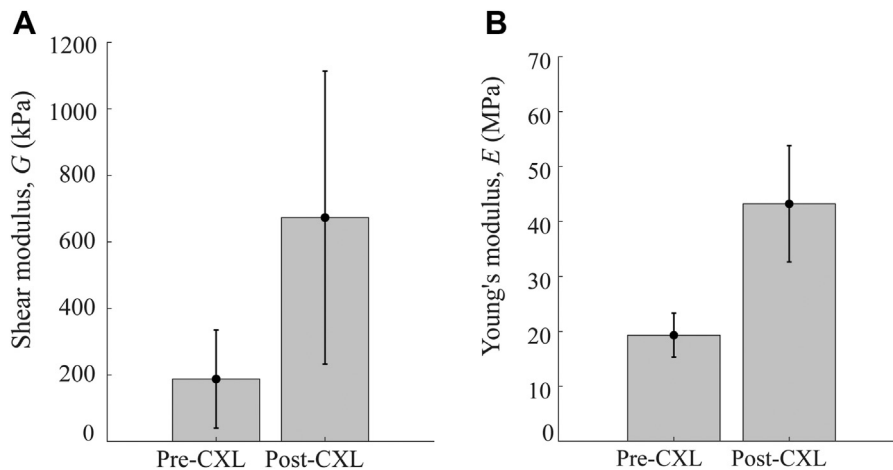 A
Shear modulus, G (kPa)
1200
1000
800
600
400
200
0
Pre-CXL Post-CXL
B
Young's modulus, E (MPa)
70
60
50
40
30
20
10
0
Pre-CXL Post-CXL